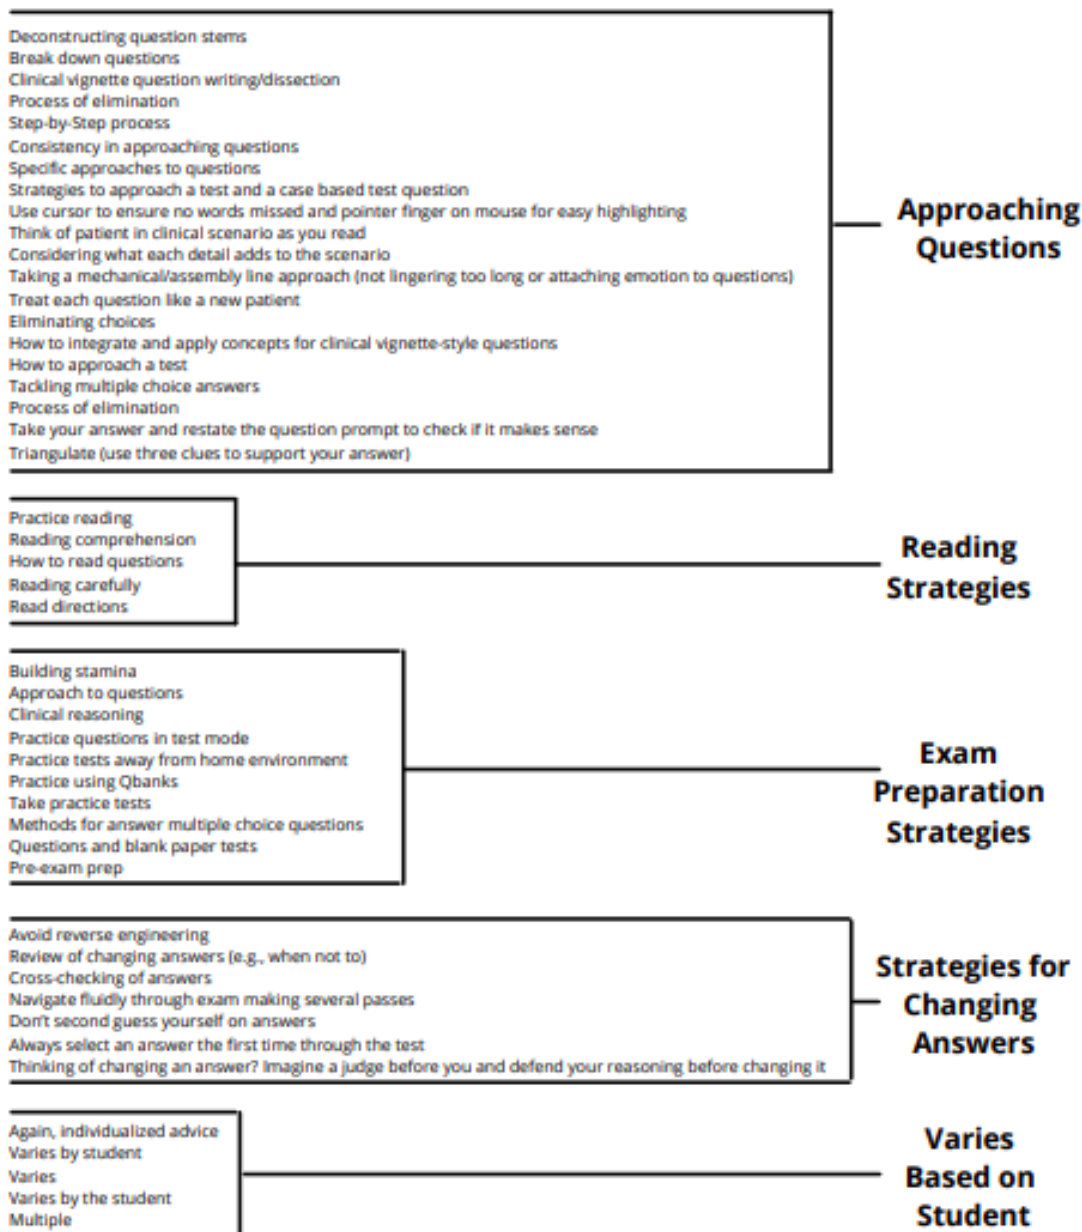 Deconstructing question stems
Break down questions
Clinical vignette question writing/dissection
Process of elimination
Step-by-Step process
Consistency in approaching questions
Specific approaches to questions
Strategies to approach a test and a case based test question
Use cursor to ensure no words missed and pointer finger on mouse for easy highlighting
Think of patient in clinical scenario as you read
Considering what each detail adds to the scenario
Taking a mechanical/assembly line approach (not lingering too long or attaching emotion to questions)
Treat each question like a new patient
Eliminating choices
How to integrate and apply concepts for clinical vignette-style questions
How to approach a test
Tackling multiple choice answers
Process of elimination
Take your answer and restate the question prompt to check if it makes sense
Triangulate (use three clues to support your answer)
Approaching
Questions
Practice reading
Reading comprehension
How to read questions
Reading carefully
Read directions
Reading
Strategies
Building stamina
Approach to questions
Clinical reasoning
Practice questions in test mode
Practice tests away from home environment
Practice using Qbanks
Take practice tests
Methods for answer multiple choice questions
Questions and blank paper tests
Pre-exam prep
Exam
Preparation
Strategies
Avoid reverse engineering
Review of changing answers (e.g., when not to)
Cross-checking of answers
Navigate fluidly through exam making several passes
Don't second guess yourself on answers
Always select an answer the first time through the test
Thinking of changing an answer? Imagine a judge before you and defend your reasoning before changing it
Strategies for
Changing
Answers
Again, individualized advice
Varies by student
Varies
Varies by the student
Multiple
Varies
Based on
Student